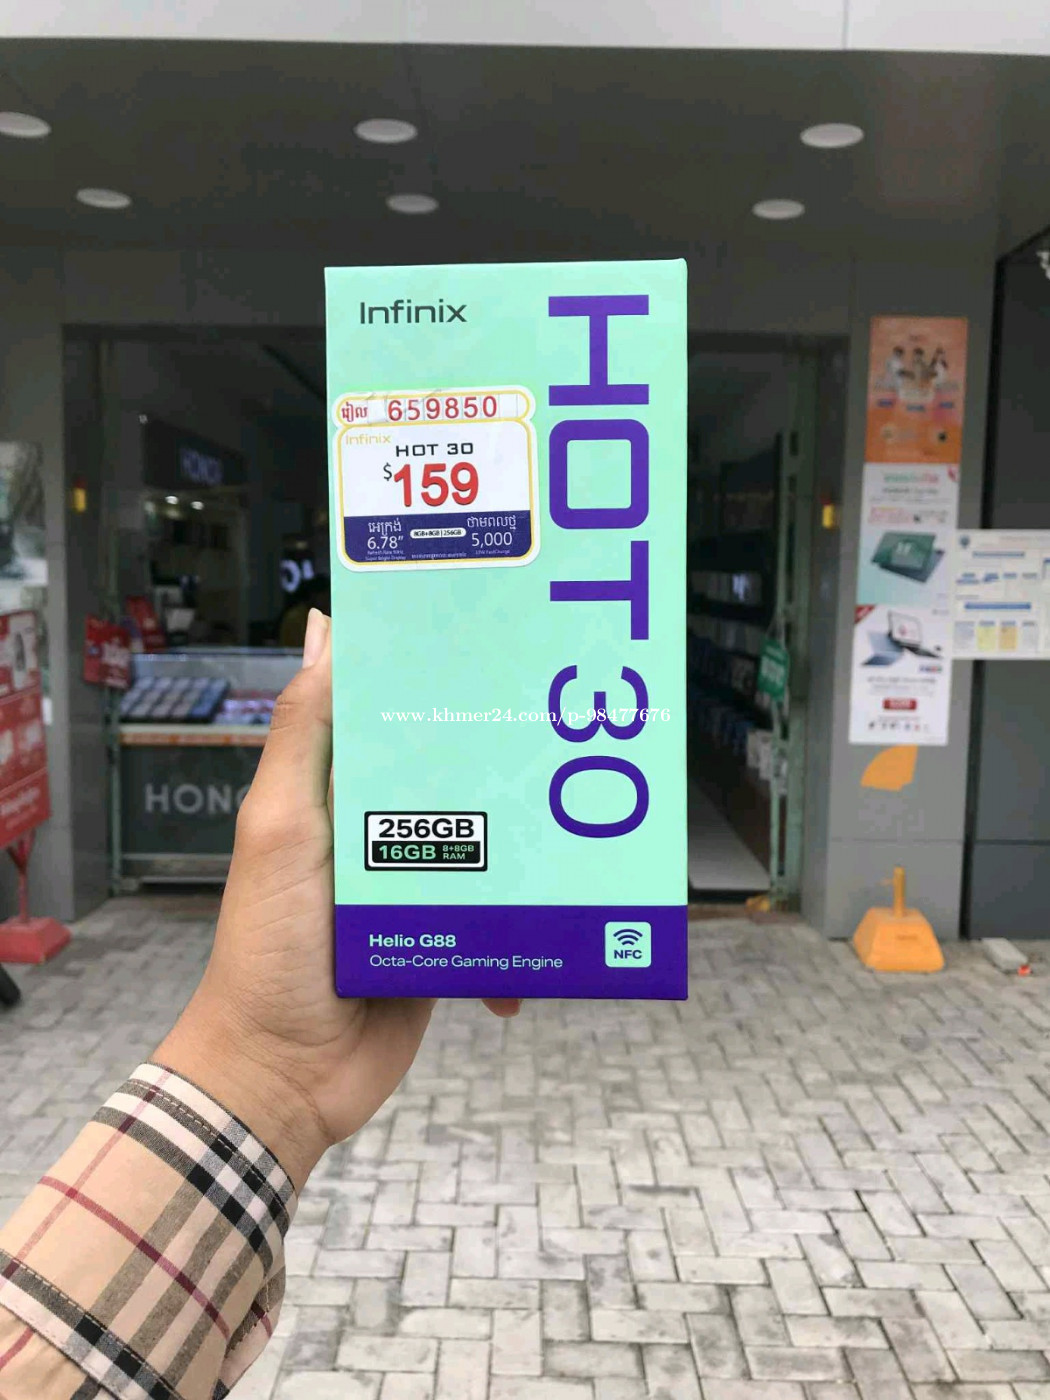 Infinix
HOT 30
រៀល 659850
Infinix
HOT 30
$159
អេក្រង់
6.78"
8GB+8GB | 256GB
ថាមពលថ្ម
5,000
www.khmer24.com/p-98477676
256GB
16GB 8+8GB RAM
Helio G88
Octa-Core Gaming Engine
NFC
HONOR